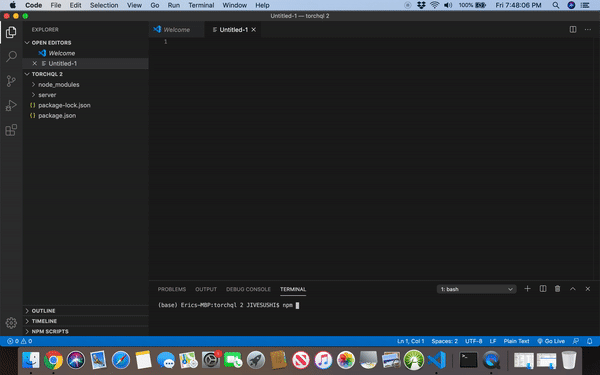 Code File Edit Selection View Go Run Terminal Window Help 100% Fri 7:48:06 PM
Untitled-1 — torchql 2
EXPLORER
Welcome Untitled-1
OPEN EDITORS
Welcome
Untitled-1
TORCHQL 2
node_modules
server
{} package-lock.json
{} package.json
1
PROBLEMS OUTPUT DEBUG CONSOLE TERMINAL 1: bash
(base) Erics-MBP:torchql 2 JIVESUSHI$ npm
OUTLINE
TIMELINE
NPM SCRIPTS
0 0 Ln 1, Col 1 Spaces: 2 UTF-8 LF Plain Text Go Live